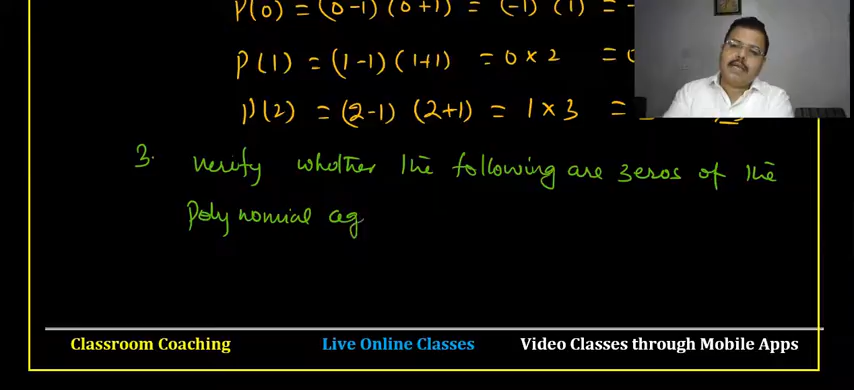 P(0) = (0-1) (0+1) = (-1) (1) =
P(1) = (1-1) (1+1) = 0 × 2 = 0
P(2) = (2-1) (2+1) = 1 × 3 =
3. Verify whether the following are zeros of the
Polynomial ag
Classroom Coaching Live Online Classes Video Classes through Mobile Apps